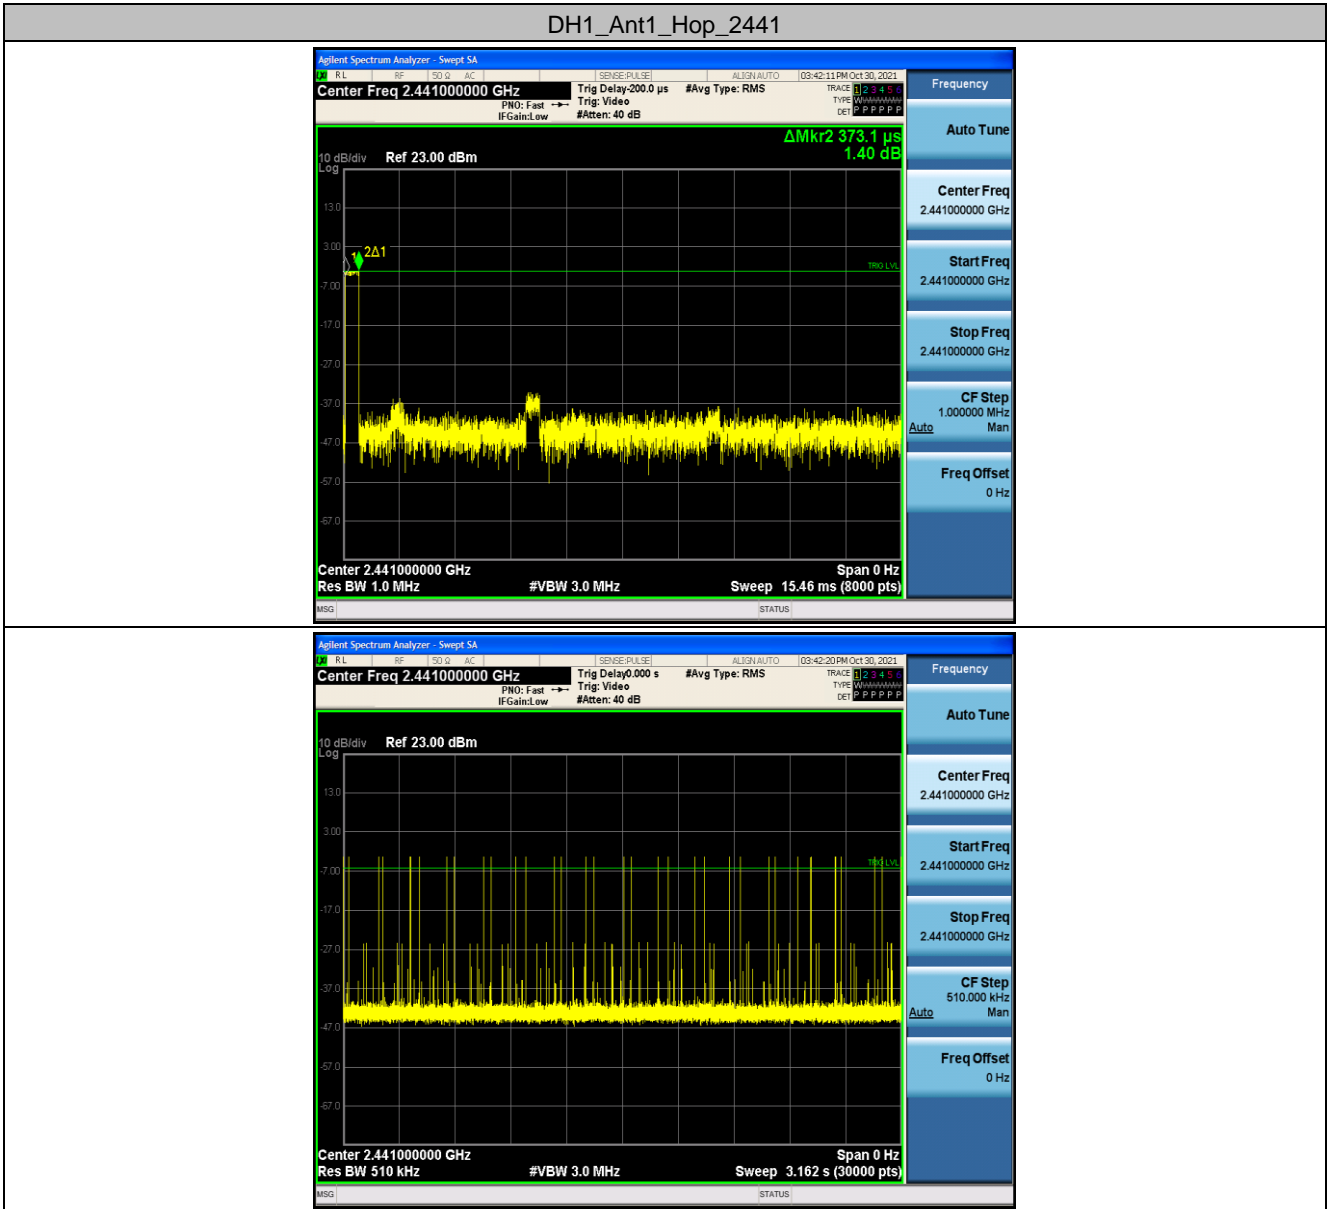 DH1_Ant1_Hop_2441
Agilent Spectrum Analyzer - Swept SA
RL RF 50 Ω AC SENSE:PULSE ALIGN AUTO 03:42:11 PM Oct 30, 2021
Center Freq 2.441000000 GHz
PNO: Fast
IFGain:Low
Trig Delay-200.0 µs
Trig: Video
#Atten: 40 dB
#Avg Type: RMS
TRACE 1 2 3 4 5 6
TYPE W
DET P P P P P P
ΔMkr2 373.1 µs
1.40 dB
10 dB/div
Log
Ref 23.00 dBm
13.0
3.00
-7.00
-17.0
-27.0
-37.0
-47.0
-57.0
-67.0
2Δ1
TRIG LVL
Center 2.441000000 GHz
Span 0 Hz
Res BW 1.0 MHz
#VBW 3.0 MHz
Sweep 15.46 ms (8000 pts)
MSG
STATUS
Frequency
Auto Tune
Center Freq
2.441000000 GHz
Start Freq
2.441000000 GHz
Stop Freq
2.441000000 GHz
CF Step
1.000000 MHz
Auto Man
Freq Offset
0 Hz
Agilent Spectrum Analyzer - Swept SA
RL RF 50 Ω AC SENSE:PULSE ALIGN AUTO 03:42:20 PM Oct 30, 2021
Center Freq 2.441000000 GHz
PNO: Fast
IFGain:Low
Trig Delay0.000 s
Trig: Video
#Atten: 40 dB
#Avg Type: RMS
TRACE 1 2 3 4 5 6
TYPE W
DET P P P P P P
10 dB/div
Log
Ref 23.00 dBm
13.0
3.00
-7.00
-17.0
-27.0
-37.0
-47.0
-57.0
-67.0
TRIG LVL
Center 2.441000000 GHz
Span 0 Hz
Res BW 510 kHz
#VBW 3.0 MHz
Sweep 3.162 s (30000 pts)
MSG
STATUS
Frequency
Auto Tune
Center Freq
2.441000000 GHz
Start Freq
2.441000000 GHz
Stop Freq
2.441000000 GHz
CF Step
510.000 kHz
Auto Man
Freq Offset
0 Hz